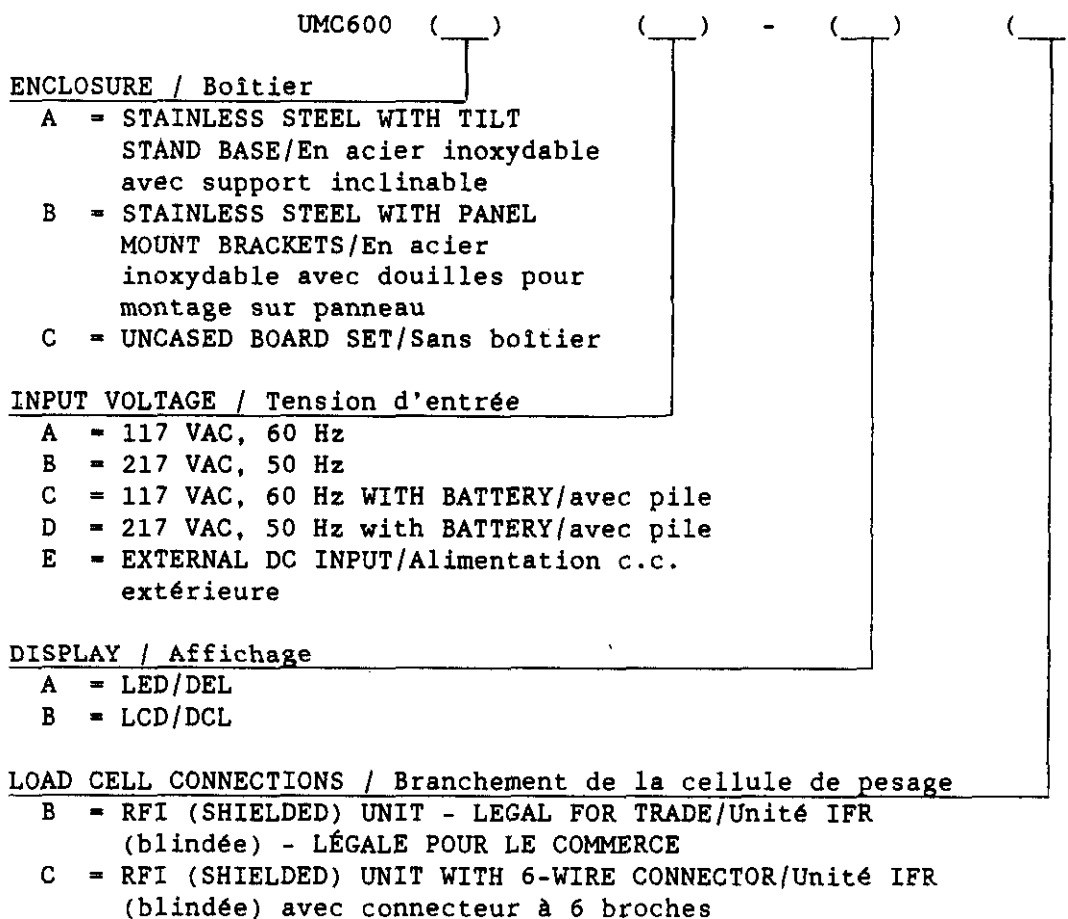 UMC600 (___) (___) - (___) (___
ENCLOSURE / Boîtier
A = STAINLESS STEEL WITH TILT
STAND BASE/En acier inoxydable
avec support inclinable
B = STAINLESS STEEL WITH PANEL
MOUNT BRACKETS/En acier
inoxydable avec douilles pour
montage sur panneau
C = UNCASED BOARD SET/Sans boîtier
INPUT VOLTAGE / Tension d'entrée
A = 117 VAC, 60 Hz
B = 217 VAC, 50 Hz
C = 117 VAC, 60 Hz WITH BATTERY/avec pile
D = 217 VAC, 50 Hz with BATTERY/avec pile
E = EXTERNAL DC INPUT/Alimentation c.c.
extérieure
DISPLAY / Affichage
A = LED/DEL
B = LCD/DCL
LOAD CELL CONNECTIONS / Branchement de la cellule de pesage
B = RFI (SHIELDED) UNIT - LEGAL FOR TRADE/Unité IFR
(blindée) - LÉGALE POUR LE COMMERCE
C = RFI (SHIELDED) UNIT WITH 6-WIRE CONNECTOR/Unité IFR
(blindée) avec connecteur à 6 broches